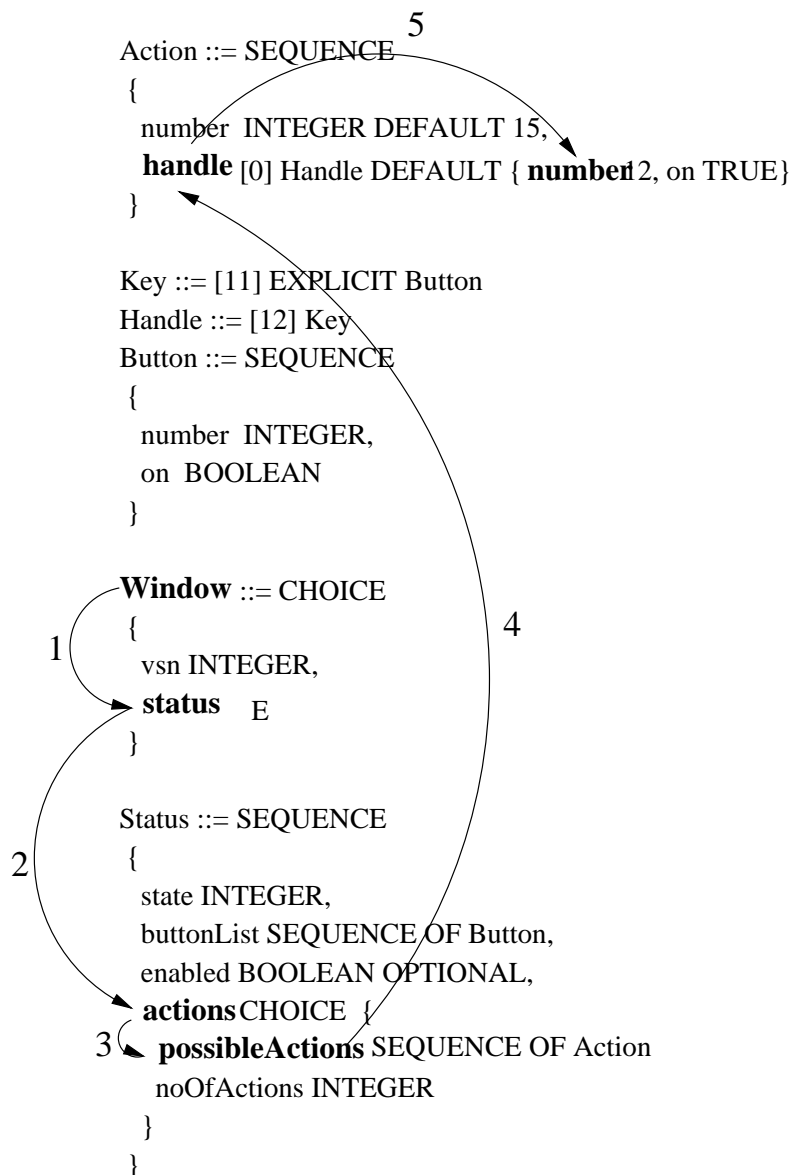 5
Action ::= SEQUENCE
{
number INTEGER DEFAULT 15,
handle [0] Handle DEFAULT { number12, on TRUE}
}
Key ::= [11] EXPLICIT Button
Handle ::= [12] Key
Button ::= SEQUENCE
{
number INTEGER,
on BOOLEAN
}
Window ::= CHOICE
{
1
4
vsn INTEGER,
status E
}
Status ::= SEQUENCE
{
2
state INTEGER,
buttonList SEQUENCE OF Button,
enabled BOOLEAN OPTIONAL,
actions CHOICE {
3
possibleActions SEQUENCE OF Action
noOfActions INTEGER
}
}